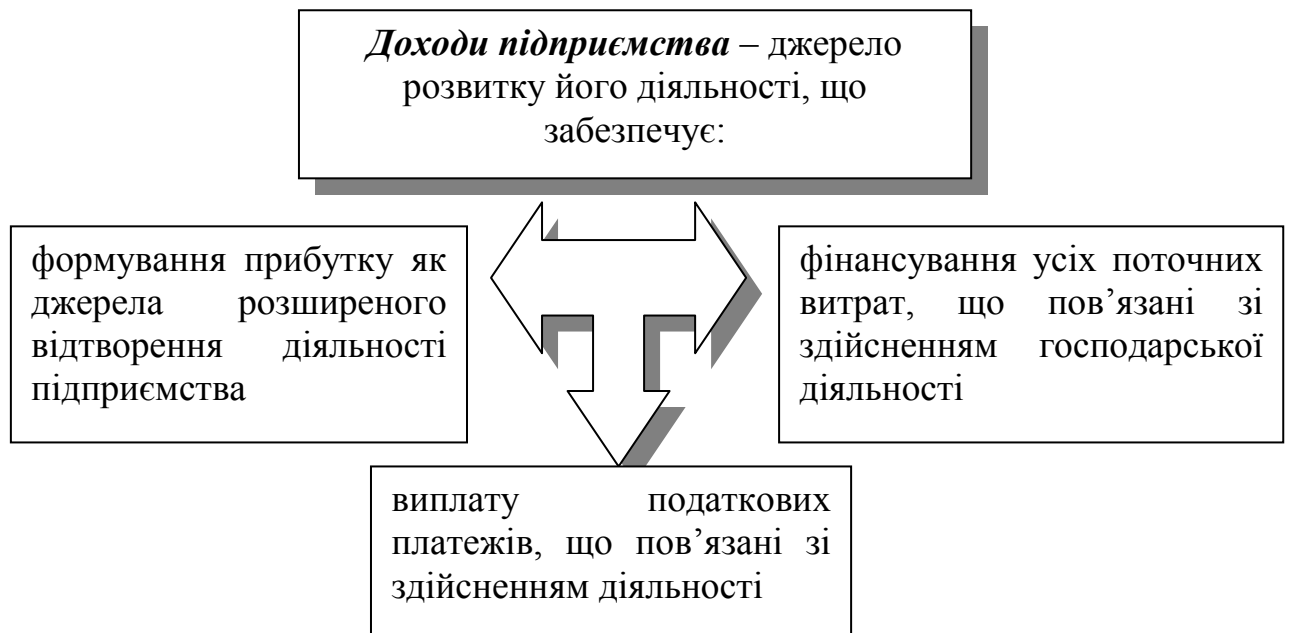 Доходи підприємства – джерело
розвитку його діяльності, що
забезпечує:
формування прибутку як
джерела розширеного
відтворення діяльності
підприємства
фінансування усіх поточних
витрат, що пов’язані зі
здійсненням господарської
діяльності
виплату податкових
платежів, що пов’язані зі
здійсненням діяльності